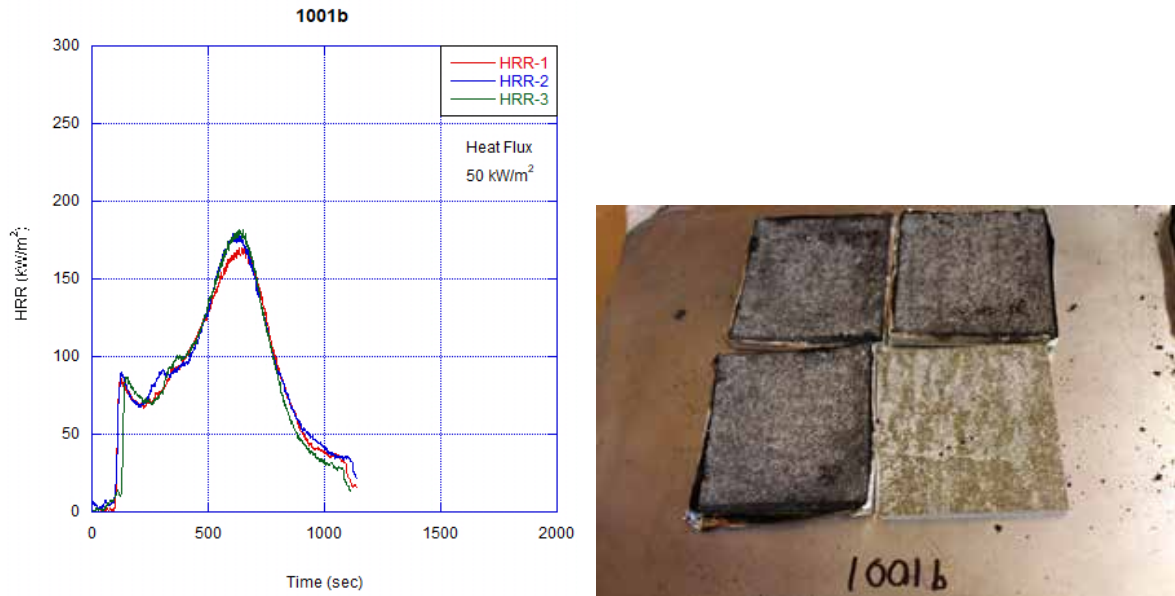 1001b
300
250
200
150
100
50
0
HRR (kW/m²)
HRR-1
HRR-2
HRR-3
Heat Flux
50 kW/m²
0 500 1000 1500 2000
Time (sec)
1001b